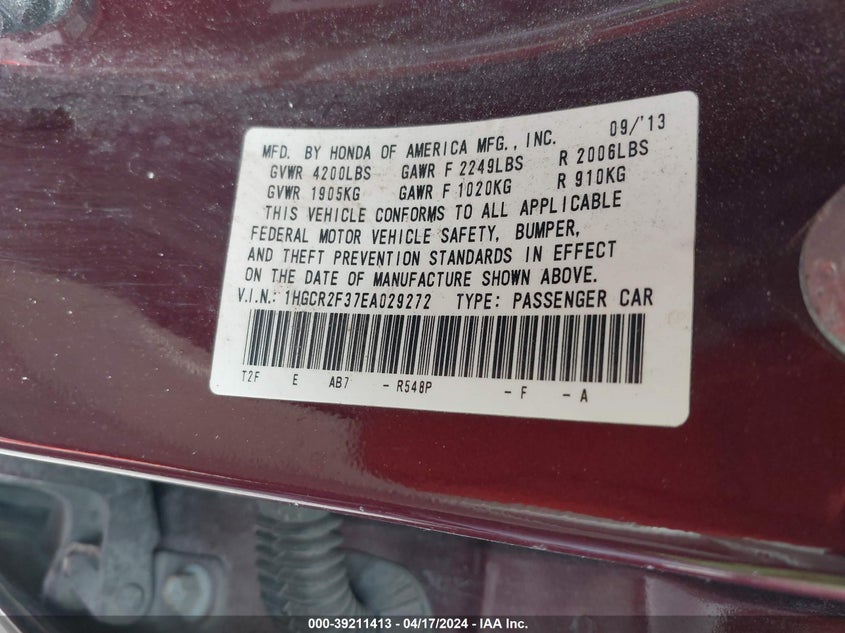 MFD. BY HONDA OF AMERICA MFG., INC. 09/'13
GVWR 4200LBS GAWR F 2249LBS R 2006LBS
GVWR 1905KG GAWR F 1020KG R 910KG
THIS VEHICLE CONFORMS TO ALL APPLICABLE
FEDERAL MOTOR VEHICLE SAFETY, BUMPER,
AND THEFT PREVENTION STANDARDS IN EFFECT
ON THE DATE OF MANUFACTURE SHOWN ABOVE.
V.I.N.: 1HGCR2F37EA029272 TYPE: PASSENGER CAR
T2F E AB7 - R548P - F - A
000-39211413 - 04/17/2024 - IAA Inc.